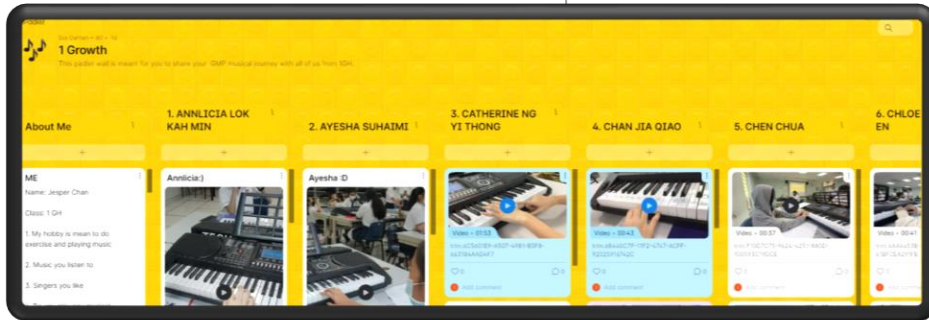 1 Growth
This padlet wall is meant for you to share your GMP musical journey with all of us from 1GH.
About Me
1. ANNLICIA LOK
KAH MIN
2. AYESHA SUHAIMI
3. CATHERINE NG
YI THONG
4. CHAN JIA QIAO
5. CHEN CHUA
6. CHLOE
EN
ME
Name: Jesper Chan
Class: 1 GH
1. My hobby is mean to do
exercise and playing music
2. Music you listen to
3. Singers you like
Annlicia:)
Ayesha :D
Video • 01:53
Add comment
Video • 00:43
Add comment
Video • 00:37
Add comment
Video • 00:41